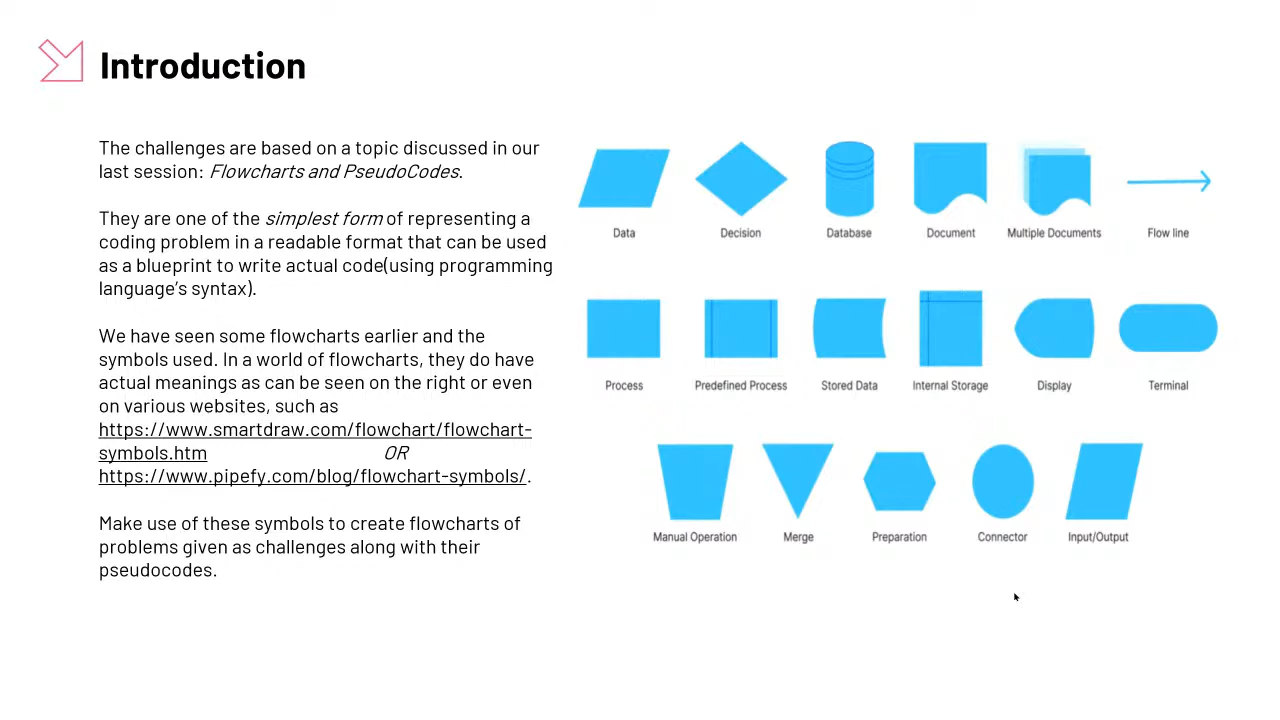 Introduction
The challenges are based on a topic discussed in our
last session: Flowcharts and PseudoCodes.
They are one of the simplest form of representing a
coding problem in a readable format that can be used
as a blueprint to write actual code(using programming
language’s syntax).
We have seen some flowcharts earlier and the
symbols used. In a world of flowcharts, they do have
actual meanings as can be seen on the right or even
on various websites, such as
https://www.smartdraw.com/flowchart/flowchart-
symbols.htm OR
https://www.pipefy.com/blog/flowchart-symbols/.
Make use of these symbols to create flowcharts of
problems given as challenges along with their
pseudocodes.
Data Decision Database Document Multiple Documents Flow line
Process Predefined Process Stored Data Internal Storage Display Terminal
Manual Operation Merge Preparation Connector Input/Output